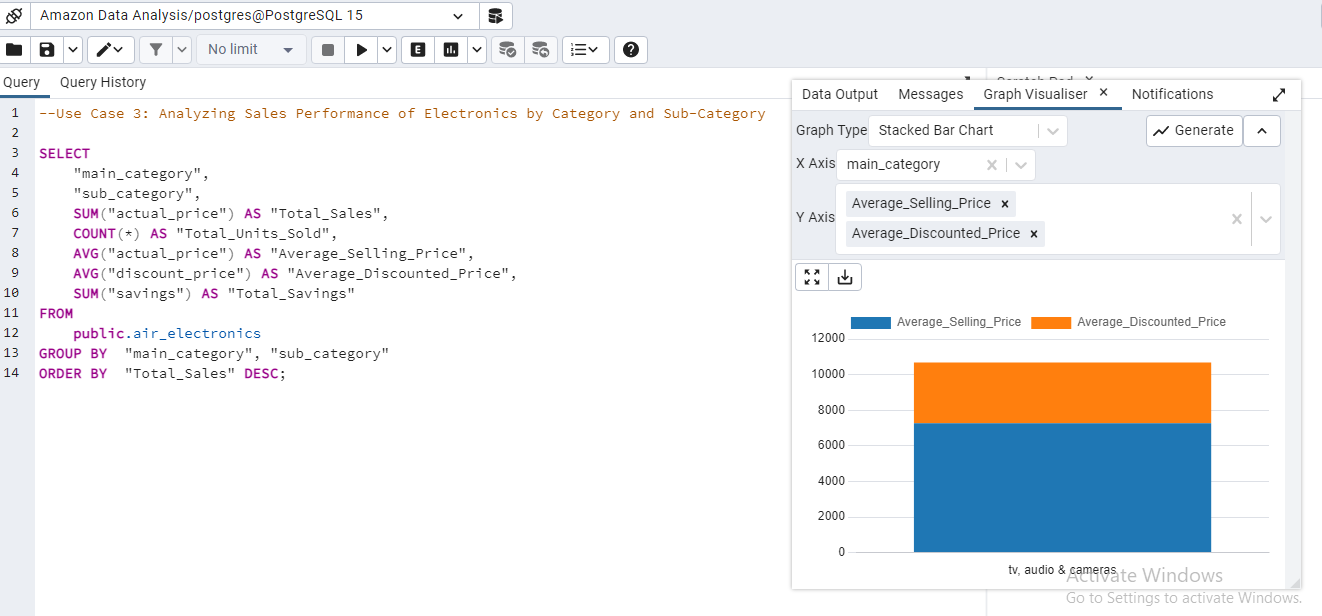 Amazon Data Analysis/postgres@PostgreSQL 15
No limit
E
Query Query History
1 --Use Case 3: Analyzing Sales Performance of Electronics by Category and Sub-Category
2
3 SELECT
4 "main_category",
5 "sub_category",
6 SUM("actual_price") AS "Total_Sales",
7 COUNT(*) AS "Total_Units_Sold",
8 AVG("actual_price") AS "Average_Selling_Price",
9 AVG("discount_price") AS "Average_Discounted_Price",
10 SUM("savings") AS "Total_Savings"
11 FROM
12 public.air_electronics
13 GROUP BY "main_category", "sub_category"
14 ORDER BY "Total_Sales" DESC;
Scratch Pad
Data Output Messages Graph Visualiser Notifications
Graph Type Stacked Bar Chart Generate
X Axis main_category
Y Axis
Average_Selling_Price
Average_Discounted_Price
Average_Selling_Price Average_Discounted_Price
12000
10000
8000
6000
4000
2000
0
tv, audio & cameras
Activate Windows
Go to Settings to activate Windows.